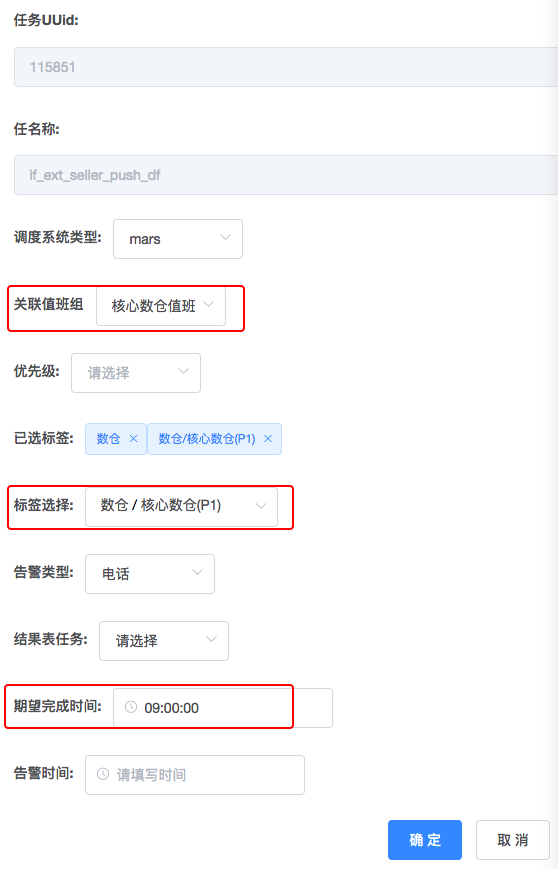 任务UUid:
115851
任名称:
if_ext_seller_push_df
调度系统类型: mars
关联值班组 核心数仓值班
优先级: 请选择
已选标签: 数仓 × 数仓/核心数仓(P1) ×
标签选择: 数仓 / 核心数仓(P1)
告警类型: 电话
结果表任务: 请选择
期望完成时间: 09:00:00
告警时间: 请填写时间
确 定 取 消